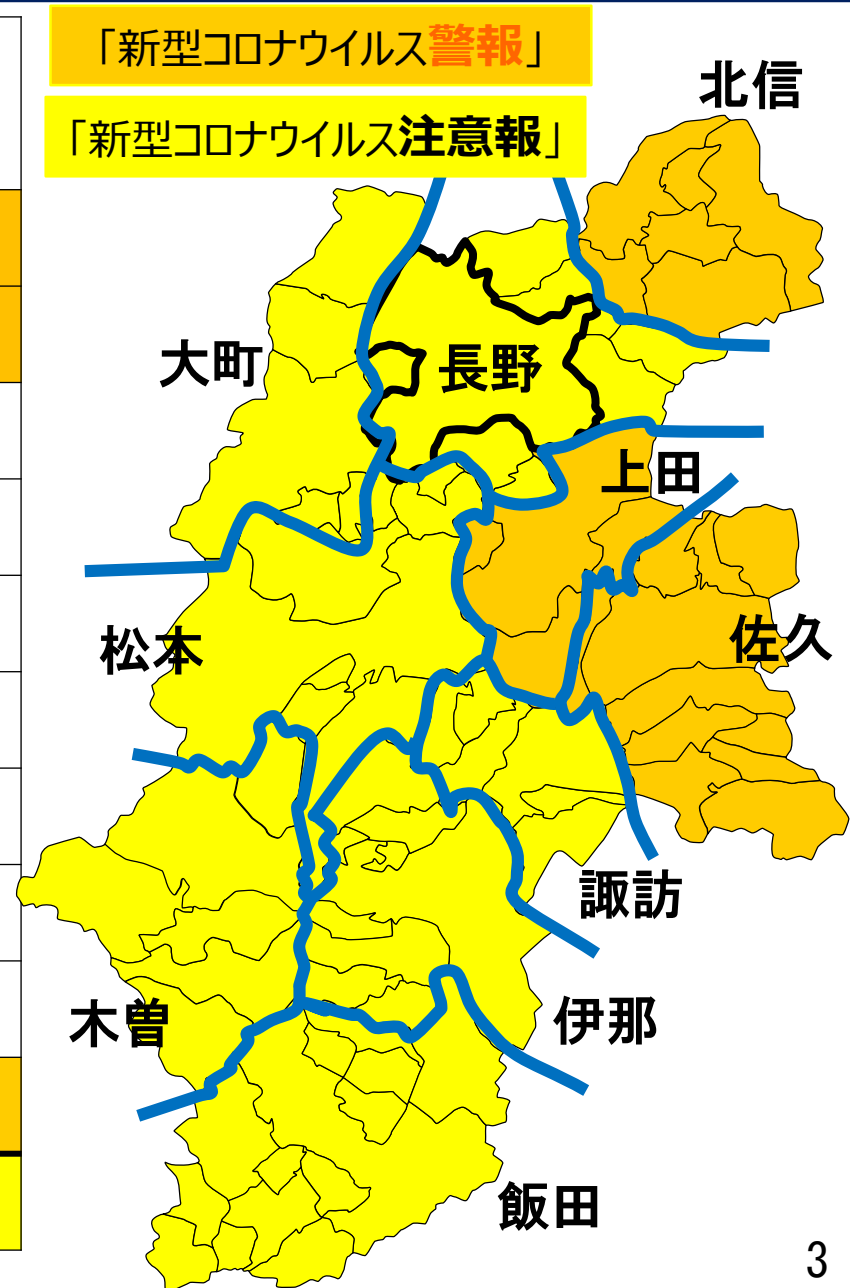 「新型コロナウイルス警報」
「新型コロナウイルス注意報」
北信
大町
長野
上田
松本
佐久
諏訪
木曽
伊那
飯田
3